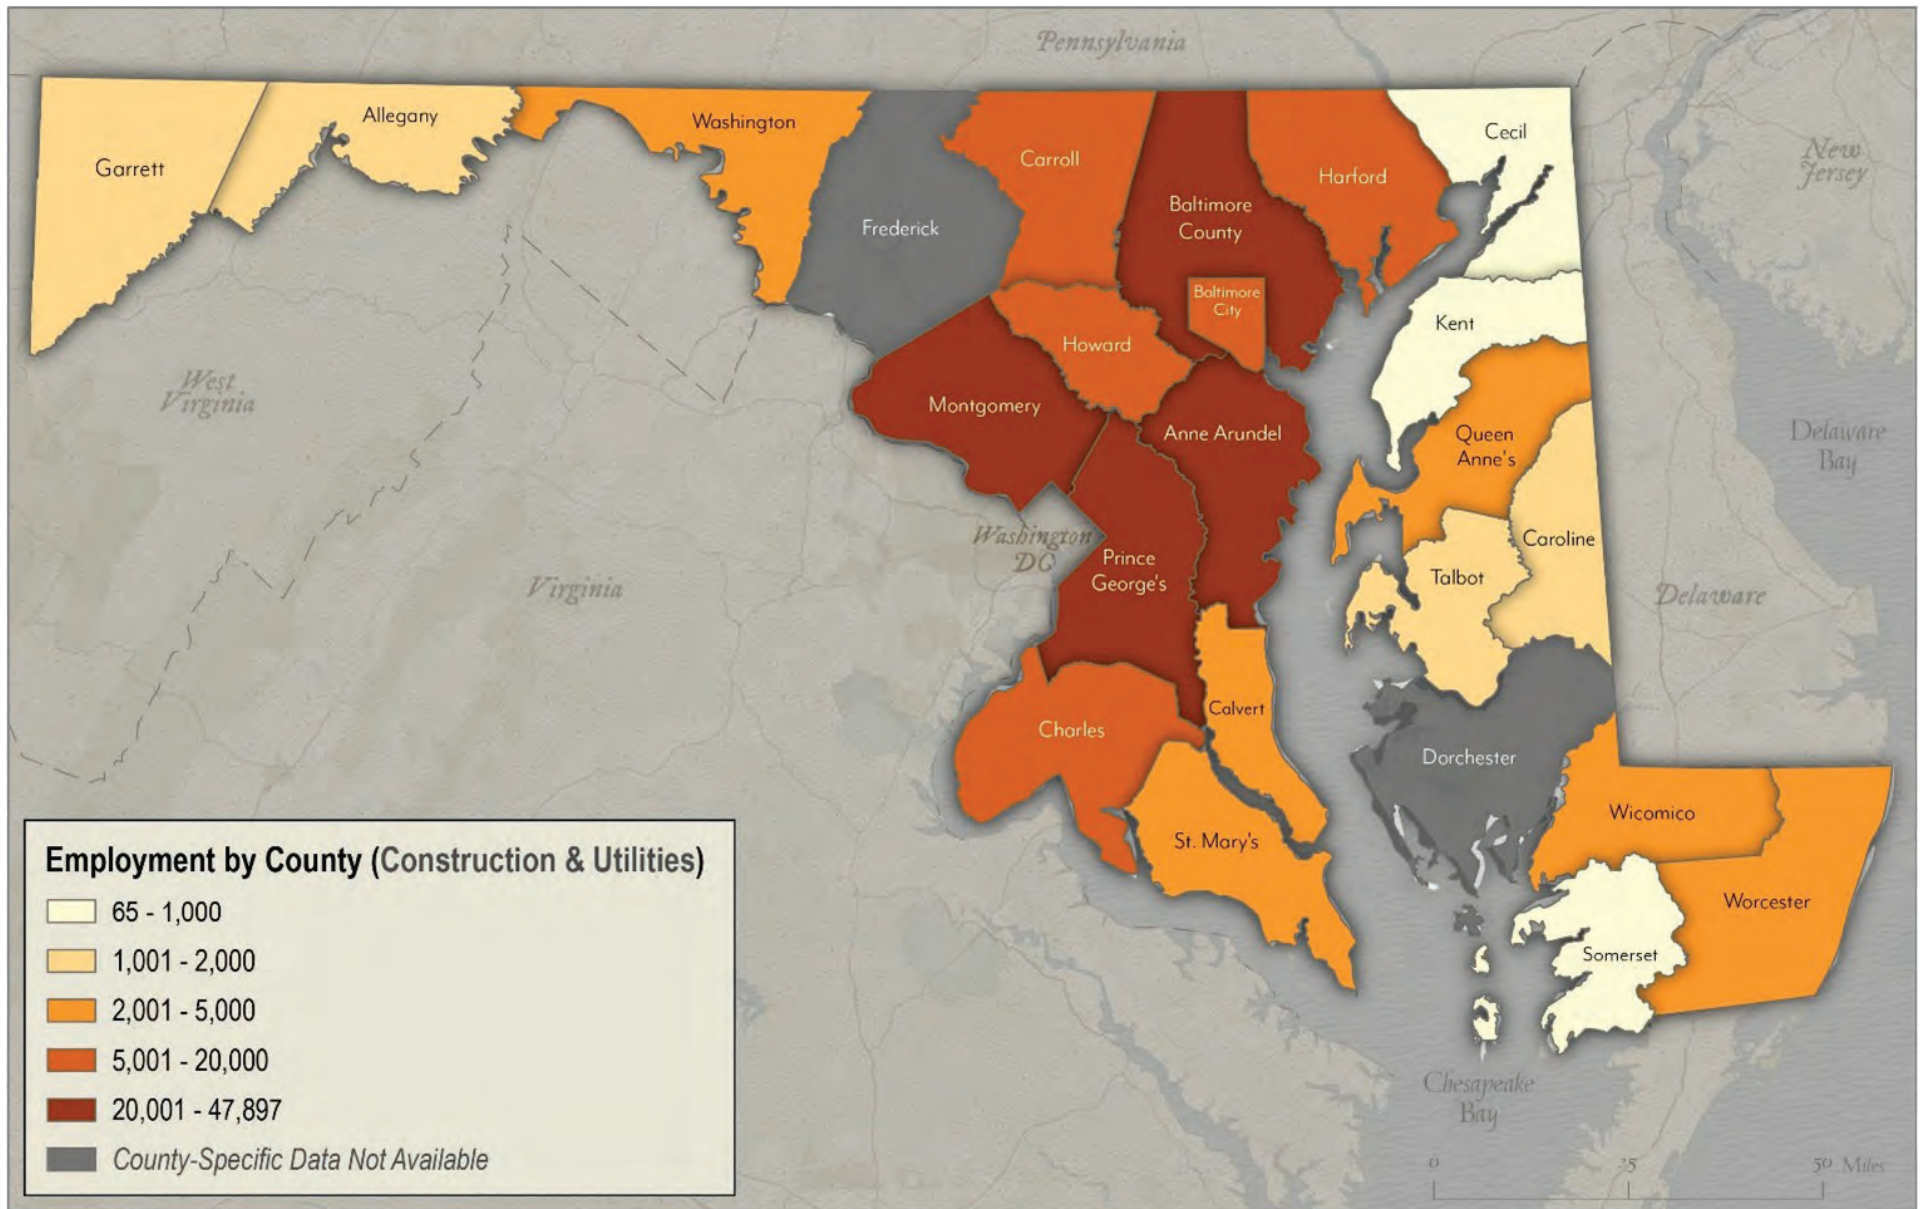 Pennsylvania
Allegany
Washington
Garrett
Carroll
Cecil
Harford
New
Jersey
Baltimore
County
Frederick
Baltimore
City
Kent
Howard
West
Virginia
Montgomery
Anne Arundel
Queen
Anne's
Delaware
Bay
Washington
DC
Caroline
Prince
George's
Talbot
Virginia
Delaware
Calvert
Charles
Dorchester
Wicomico
St. Mary's
Worcester
Somerset
Employment by County (Construction & Utilities)
65 - 1,000
1,001 - 2,000
2,001 - 5,000
5,001 - 20,000
20,001 - 47,897
County-Specific Data Not Available
Chesapeake
Bay
0 25 50 Miles